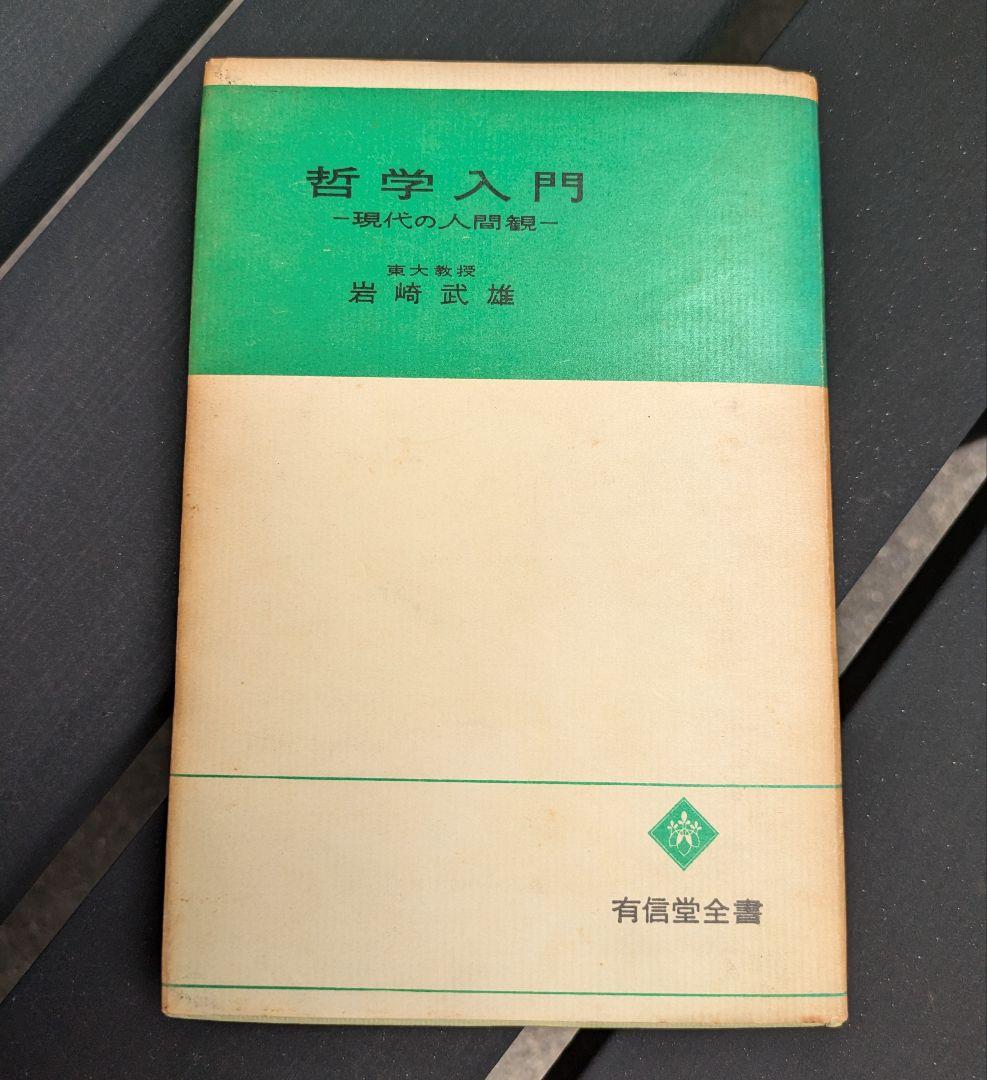 哲学入門
－現代の人間観－
東大教授
岩崎武雄
有信堂全書